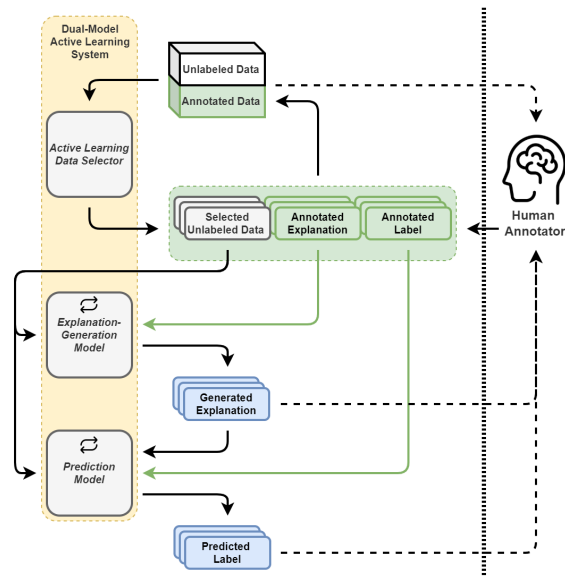 Dual-Model
Active Learning
System
Unlabeled Data
Annotated Data
Active Learning
Data Selector
Human
Annotator
Selected
Unlabeled Data
Annotated
Explanation
Annotated
Label
Explanation-
Generation
Model
Generated
Explanation
Prediction
Model
Predicted
Label